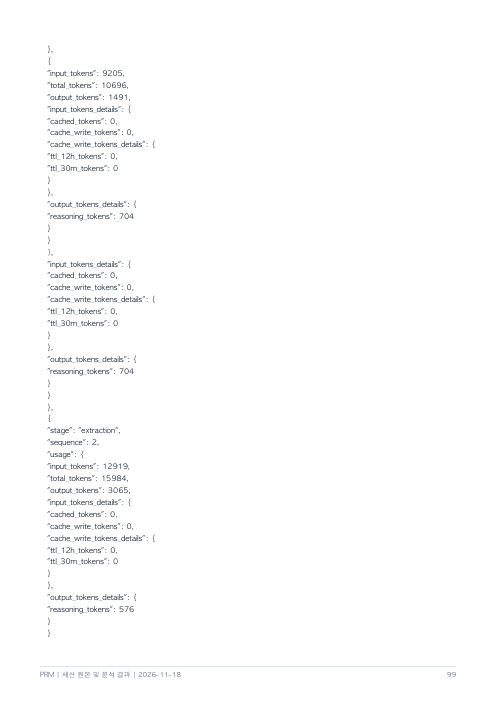 },
{
"input_tokens": 9205,
"total_tokens": 10696,
"output_tokens": 1491,
"input_tokens_details": {
"cached_tokens": 0,
"cache_write_tokens": 0,
"cache_write_tokens_details": {
"ttl_12h_tokens": 0,
"ttl_30m_tokens": 0
}
},
"output_tokens_details": {
"reasoning_tokens": 704
}
}
],
"input_tokens_details": {
"cached_tokens": 0,
"cache_write_tokens": 0,
"cache_write_tokens_details": {
"ttl_12h_tokens": 0,
"ttl_30m_tokens": 0
}
},
"output_tokens_details": {
"reasoning_tokens": 704
}
}
},
{
"stage": "extraction",
"sequence": 2,
"usage": {
"input_tokens": 12919,
"total_tokens": 15984,
"output_tokens": 3065,
"input_tokens_details": {
"cached_tokens": 0,
"cache_write_tokens": 0,
"cache_write_tokens_details": {
"ttl_12h_tokens": 0,
"ttl_30m_tokens": 0
}
},
"output_tokens_details": {
"reasoning_tokens": 576
}
}
PRM | 세션 원본 및 분석 결과 | 2026-11-18 99